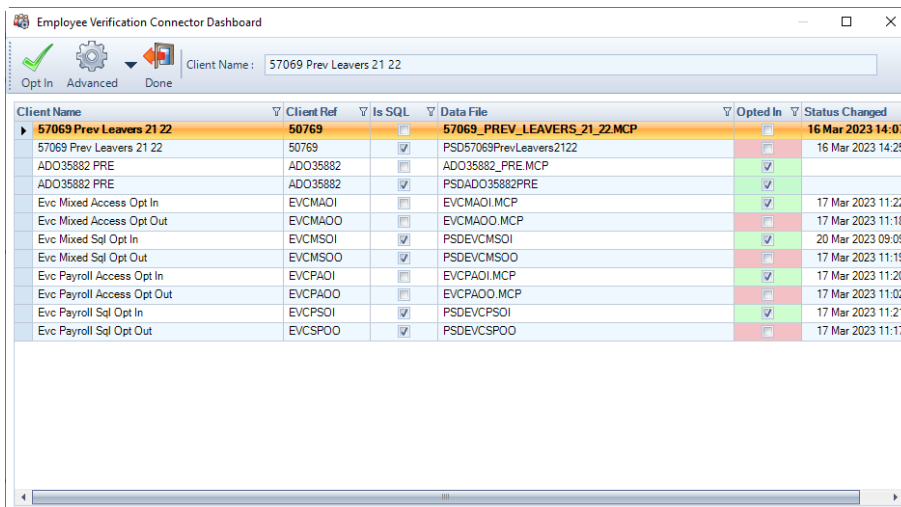 Employee Verification Connector Dashboard
Opt In Advanced Done Client Name : 57069 Prev Leavers 21 22
Client Name Client Ref Is SQL Data File Opted In Status Changed
57069 Prev Leavers 21 22 50769 57069_PREV_LEAVERS_21_22.MCP 16 Mar 2023 14:07
57069 Prev Leavers 21 22 50769 PSD57069PrevLeavers2122 16 Mar 2023 14:25
ADO35882 PRE ADO35882 ADO35882_PRE.MCP
ADO35882 PRE ADO35882 PSDADO35882PRE
Evc Mixed Access Opt In EVCMAOI EVCMAOI.MCP 17 Mar 2023 11:22
Evc Mixed Access Opt Out EVCMAOO EVCMAOO.MCP 17 Mar 2023 11:18
Evc Mixed Sql Opt In EVCMSOI PSDEVCMSOI 20 Mar 2023 09:09
Evc Mixed Sql Opt Out EVCMSOO PSDEVCMSOO 17 Mar 2023 11:19
Evc Payroll Access Opt In EVCPAOI EVCPAOI.MCP 17 Mar 2023 11:20
Evc Payroll Access Opt Out EVCPAOO EVCPAOO.MCP 17 Mar 2023 11:02
Evc Payroll Sql Opt In EVCPSOI PSDEVCPSOI 17 Mar 2023 11:21
Evc Payroll Sql Opt Out EVCSPOO PSDEVCSPOO 17 Mar 2023 11:17